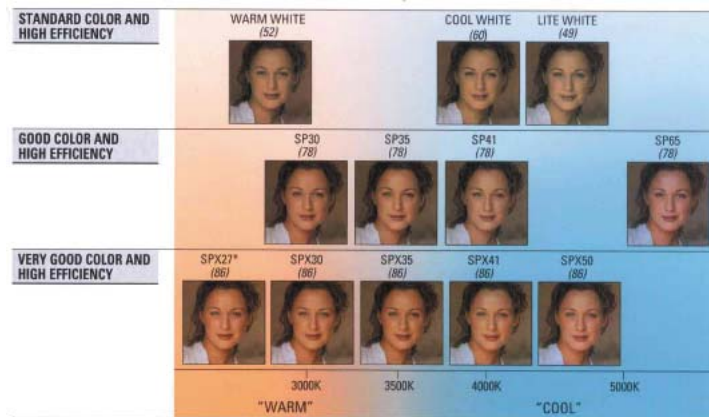 STANDARD COLOR AND
HIGH EFFICIENCY
WARM WHITE
(52)
COOL WHITE
(60)
LITE WHITE
(49)
GOOD COLOR AND
HIGH EFFICIENCY
SP30
(78)
SP35
(78)
SP41
(78)
SP65
(78)
VERY GOOD COLOR AND
HIGH EFFICIENCY
SPX27*
(86)
SPX30
(86)
SPX35
(86)
SPX41
(86)
SPX50
(86)
3000K
3500K
4000K
5000K
"WARM"
"COOL"